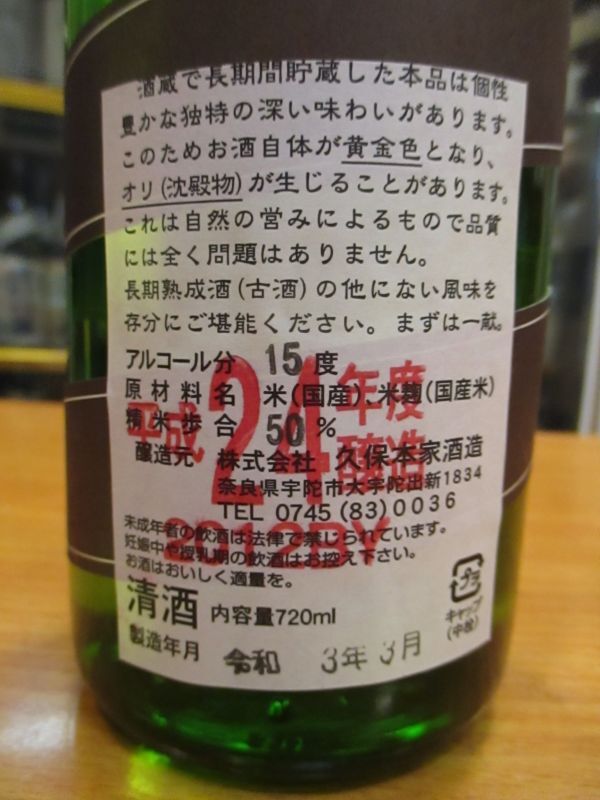 酒蔵で長期間貯蔵した本品は個性
豊かな独特の深い味わいがあります。
このためお酒自体が黄金色となり、
オリ(沈殿物)が生じることがあります。
これは自然の営みによるもので品質
には全く問題はありません。
長期熟成酒(古酒)の他にない風味を
存分にご堪能ください。まずは一献。
アルコール分 15度
原材料名 米(国産)、米麹(国産米)
精米歩合 50%
平成24年度
醸造
2012BY
醸造元 株式会社 久保本家酒造
奈良県宇陀市大宇陀出新1834
TEL 0745(83)0036
未成年者の飲酒は法律で禁じられています。
妊娠中や授乳期の飲酒はお控え下さい。
お酒はおいしく適量を。
清酒 内容量720ml
製造年月 令和 3年3月
プラ
キャップ
(中栓)